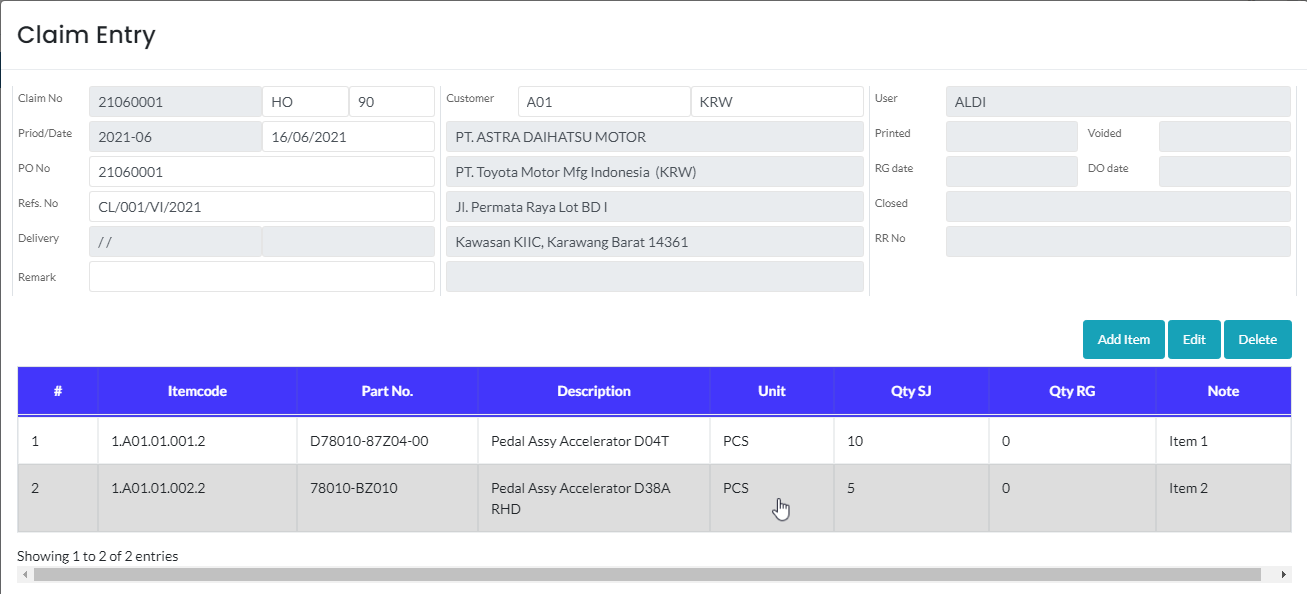 Claim Entry
Claim No 21060001 HO 90 Customer A01 KRW User ALDI
Priod/Date 2021-06 16/06/2021 PT. ASTRA DAIHATSU MOTOR Printed Voided
PO No 21060001 PT. Toyota Motor Mfg Indonesia (KRW) RG date DO date
Refs. No CL/001/VI/2021 Jl. Permata Raya Lot BD I Closed
Delivery / / Kawasan KIIC, Karawang Barat 14361 RR No
Remark
Add Item Edit Delete
# Itemcode Part No. Description Unit Qty SJ Qty RG Note
1 1.A01.01.001.2 D78010-87Z04-00 Pedal Assy Accelerator D04T PCS 10 0 Item 1
2 1.A01.01.002.2 78010-BZ010 Pedal Assy Accelerator D38A PCS 5 0 Item 2
RHD
Showing 1 to 2 of 2 entries